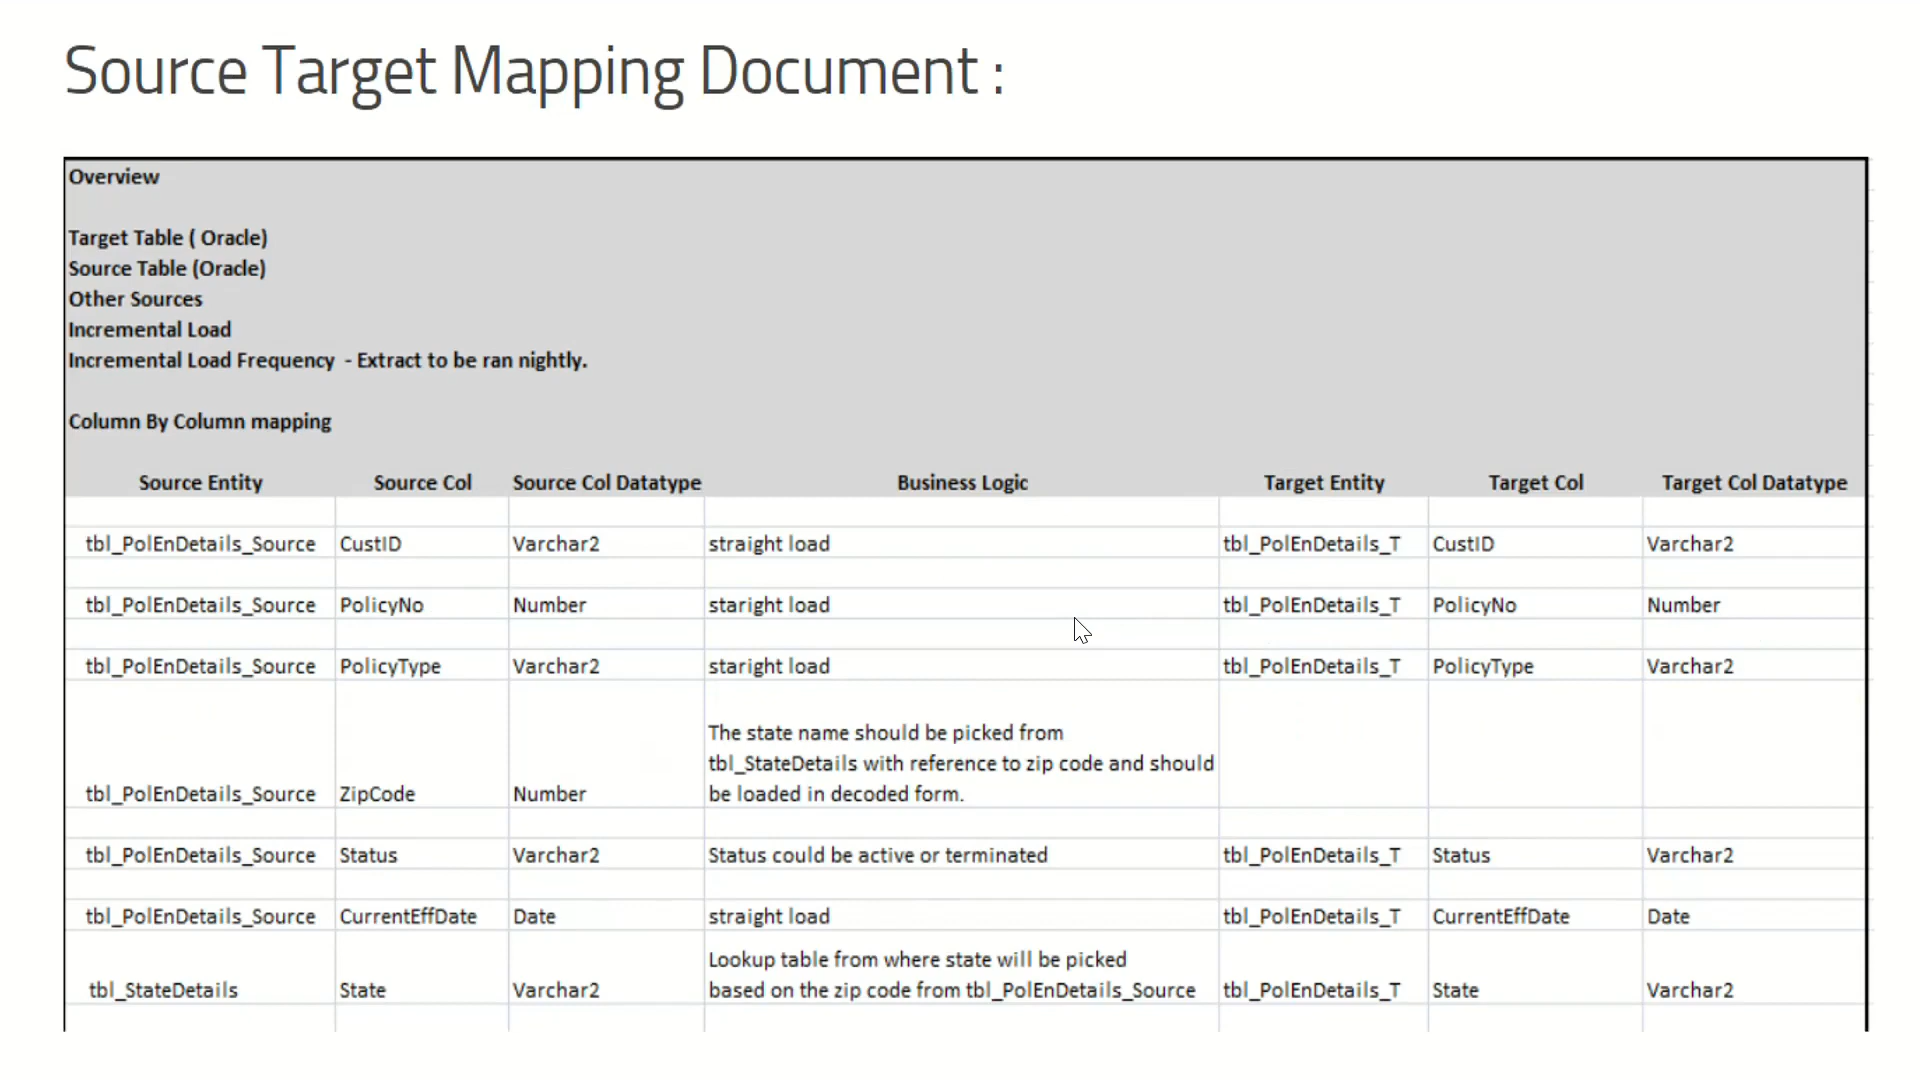 Source Target Mapping Document :
Overview
Target Table ( Oracle)
Source Table (Oracle)
Other Sources
Incremental Load
Incremental Load Frequency - Extract to be ran nightly.
Column By Column mapping
Source Entity Source Col Source Col Datatype Business Logic Target Entity Target Col Target Col Datatype
tbl_PolEnDetails_Source CustID Varchar2 straight load tbl_PolEnDetails_T CustID Varchar2
tbl_PolEnDetails_Source PolicyNo Number staright load tbl_PolEnDetails_T PolicyNo Number
tbl_PolEnDetails_Source PolicyType Varchar2 staright load tbl_PolEnDetails_T PolicyType Varchar2
The state name should be picked from
tbl_StateDetails with reference to zip code and should
tbl_PolEnDetails_Source ZipCode Number be loaded in decoded form.
tbl_PolEnDetails_Source Status Varchar2 Status could be active or terminated tbl_PolEnDetails_T Status Varchar2
tbl_PolEnDetails_Source CurrentEffDate Date straight load tbl_PolEnDetails_T CurrentEffDate Date
Lookup table from where state will be picked
tbl_StateDetails State Varchar2 based on the zip code from tbl_PolEnDetails_Source tbl_PolEnDetails_T State Varchar2